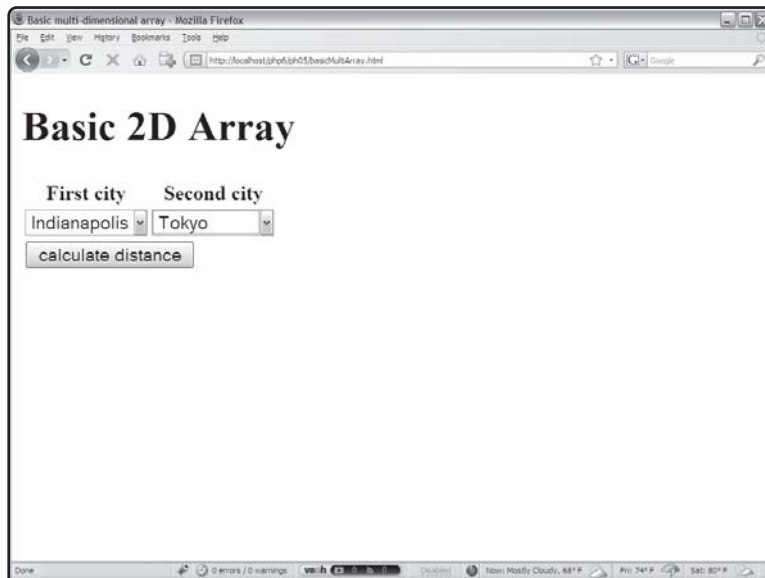 Basic multi-dimensional array - Mozilla Firefox
File Edit View History Bookmarks Tools Help
http://localhost/php6/ph05/basicMultiArray.html
G Google
Basic 2D Array
First city Second city
Indianapolis Tokyo
calculate distance
Done 0 errors / 0 warnings Disabled Now: Mostly Cloudy, 68° F Fri: 74° F Sat: 80° F